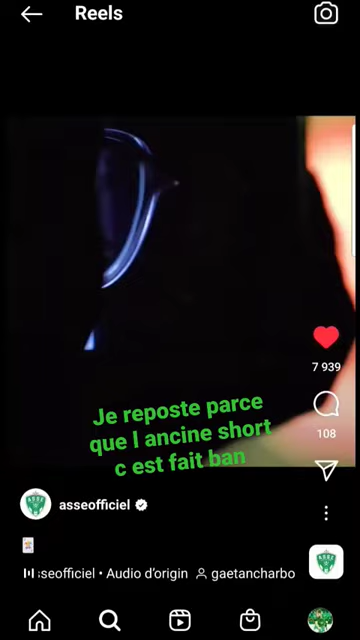 Reels
Je reposte parce
que l ancine short
c est fait ban
7 939
108
asseofficiel
:seofficiel • Audio d'origin gaetancharbo